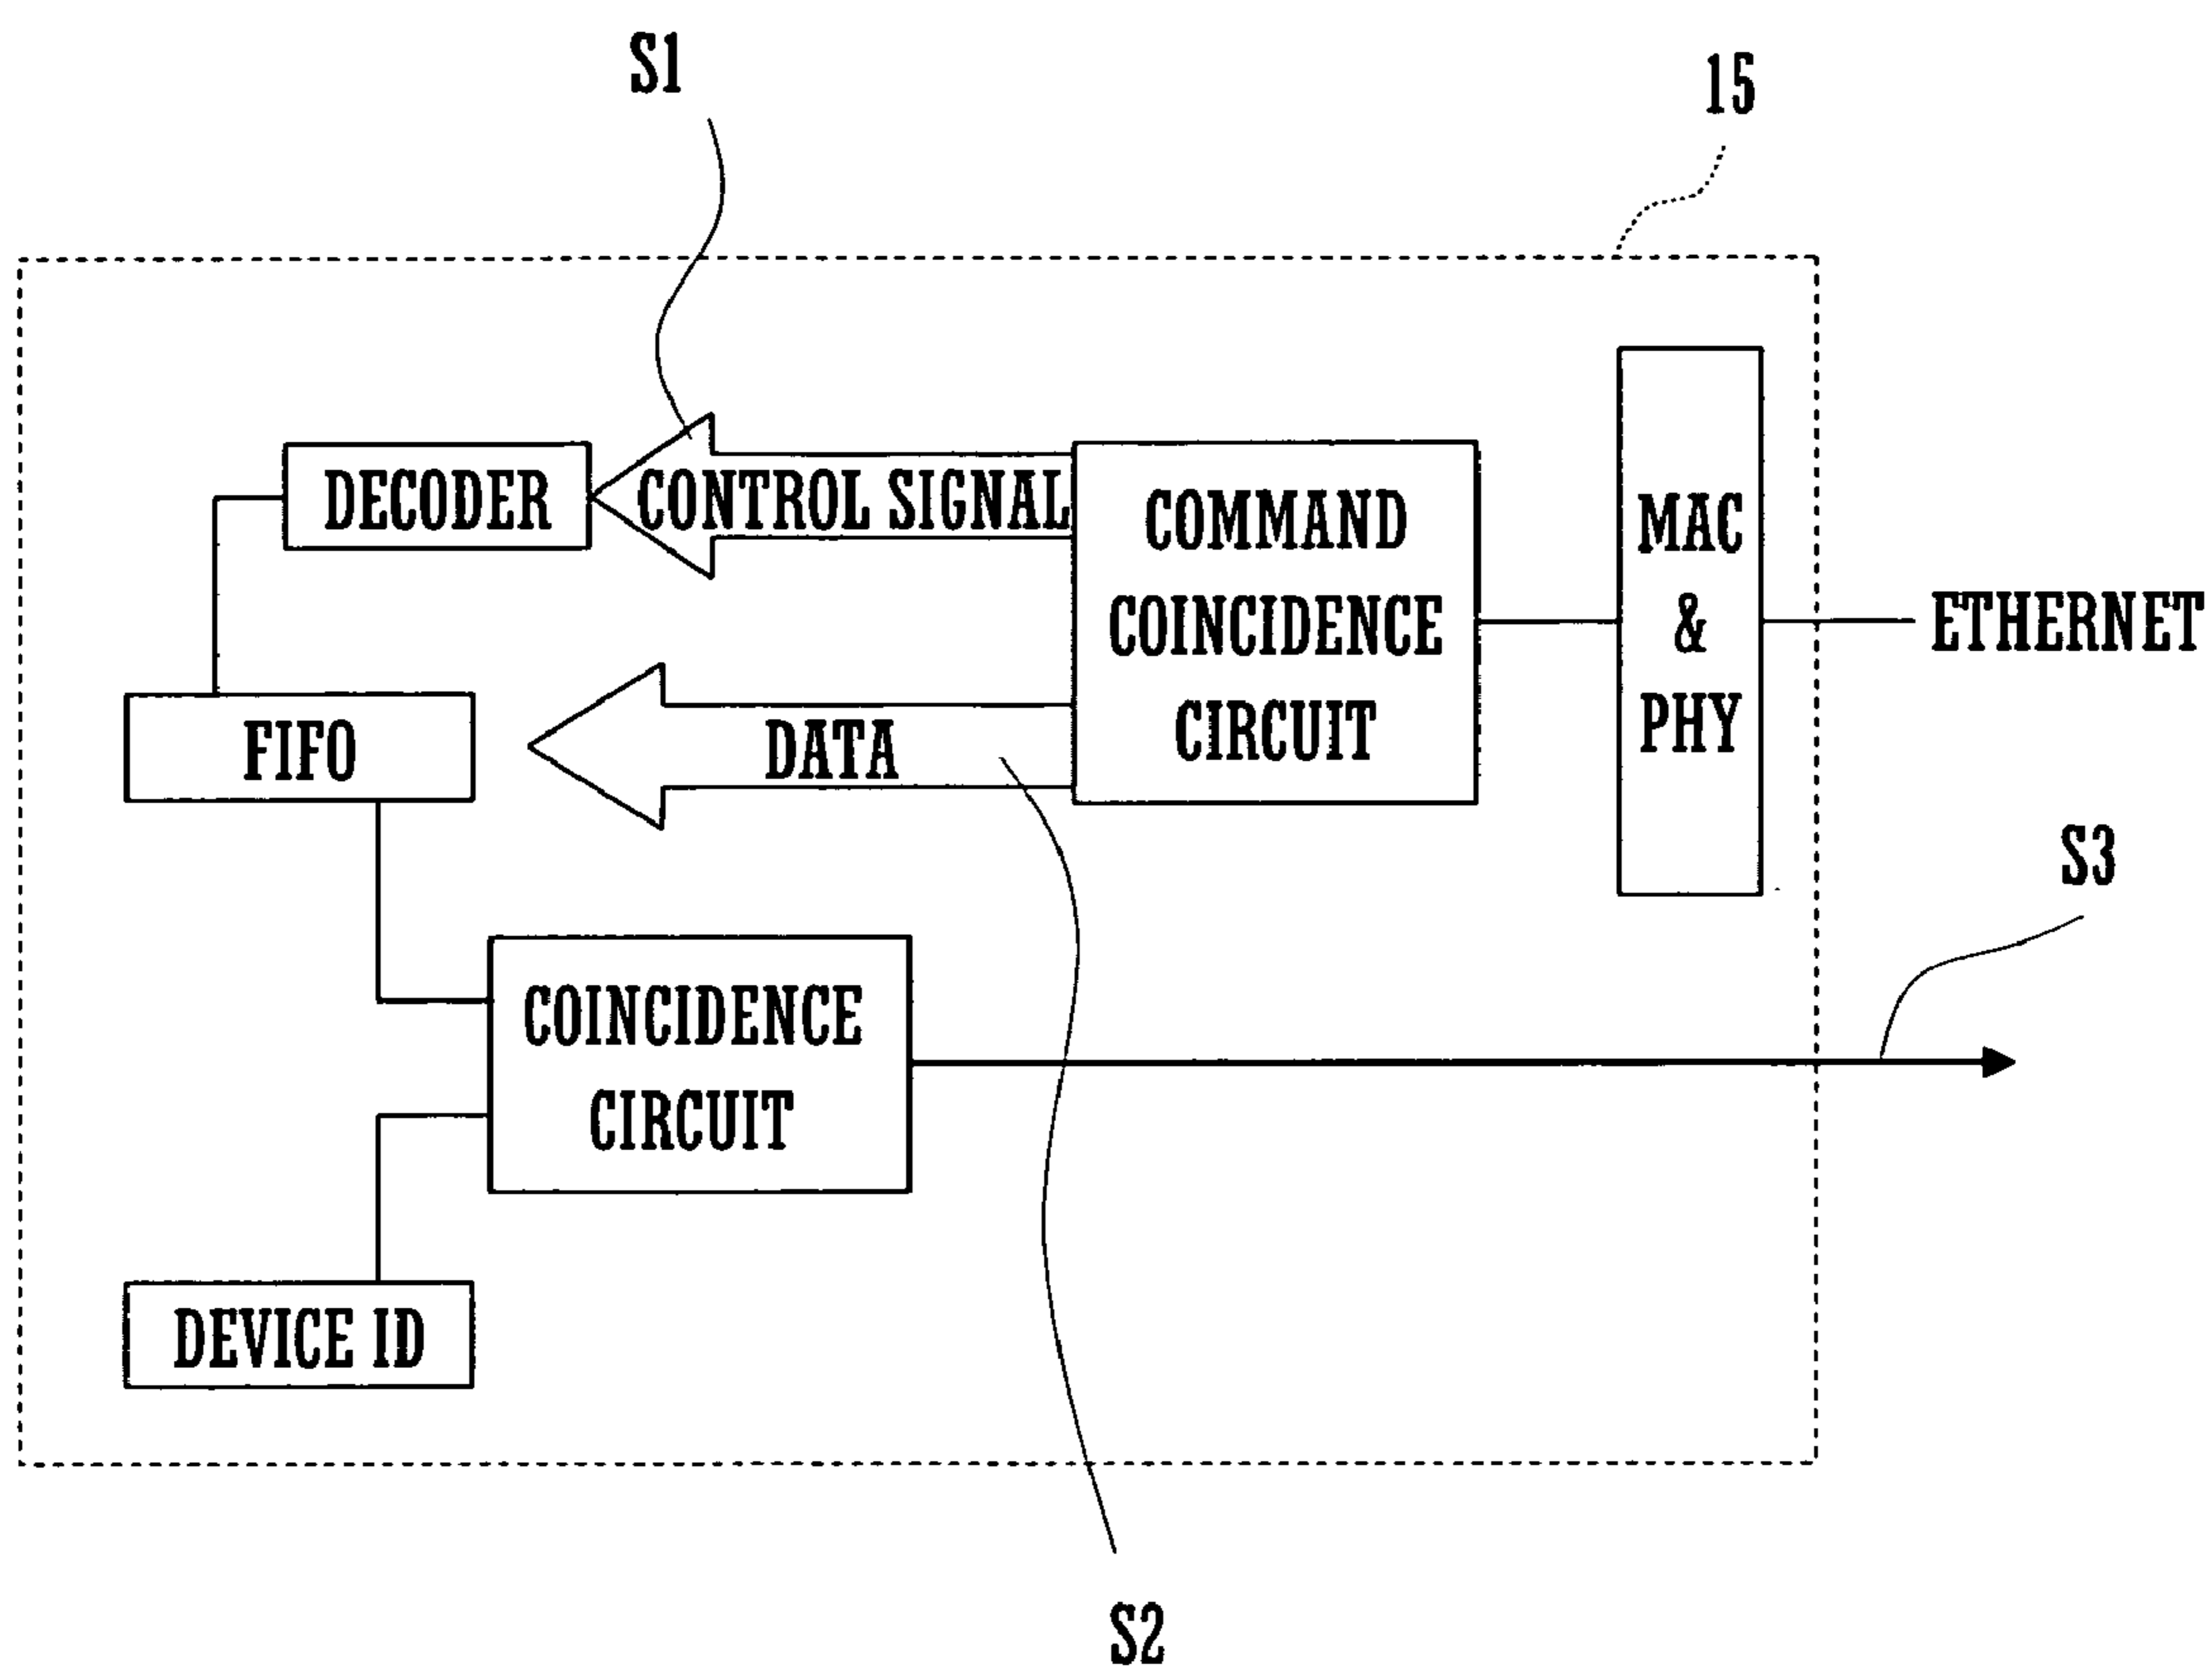 S1
15
DECODER
CONTROL SIGNAL
COMMAND
COINCIDENCE
CIRCUIT
MAC
&
PHY
ETHERNET
FIFO
DATA
S3
COINCIDENCE
CIRCUIT
DEVICE ID
S2